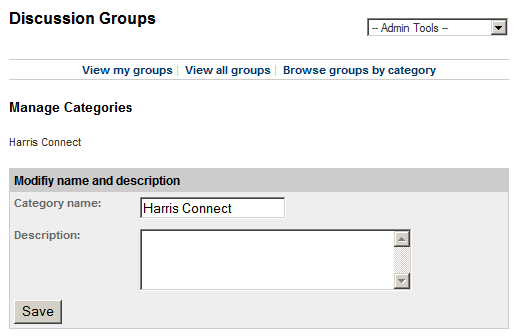 Discussion Groups
-- Admin Tools --
View my groups | View all groups | Browse groups by category
Manage Categories
Harris Connect
Modifiy name and description
Category name: Harris Connect
Description:
Save